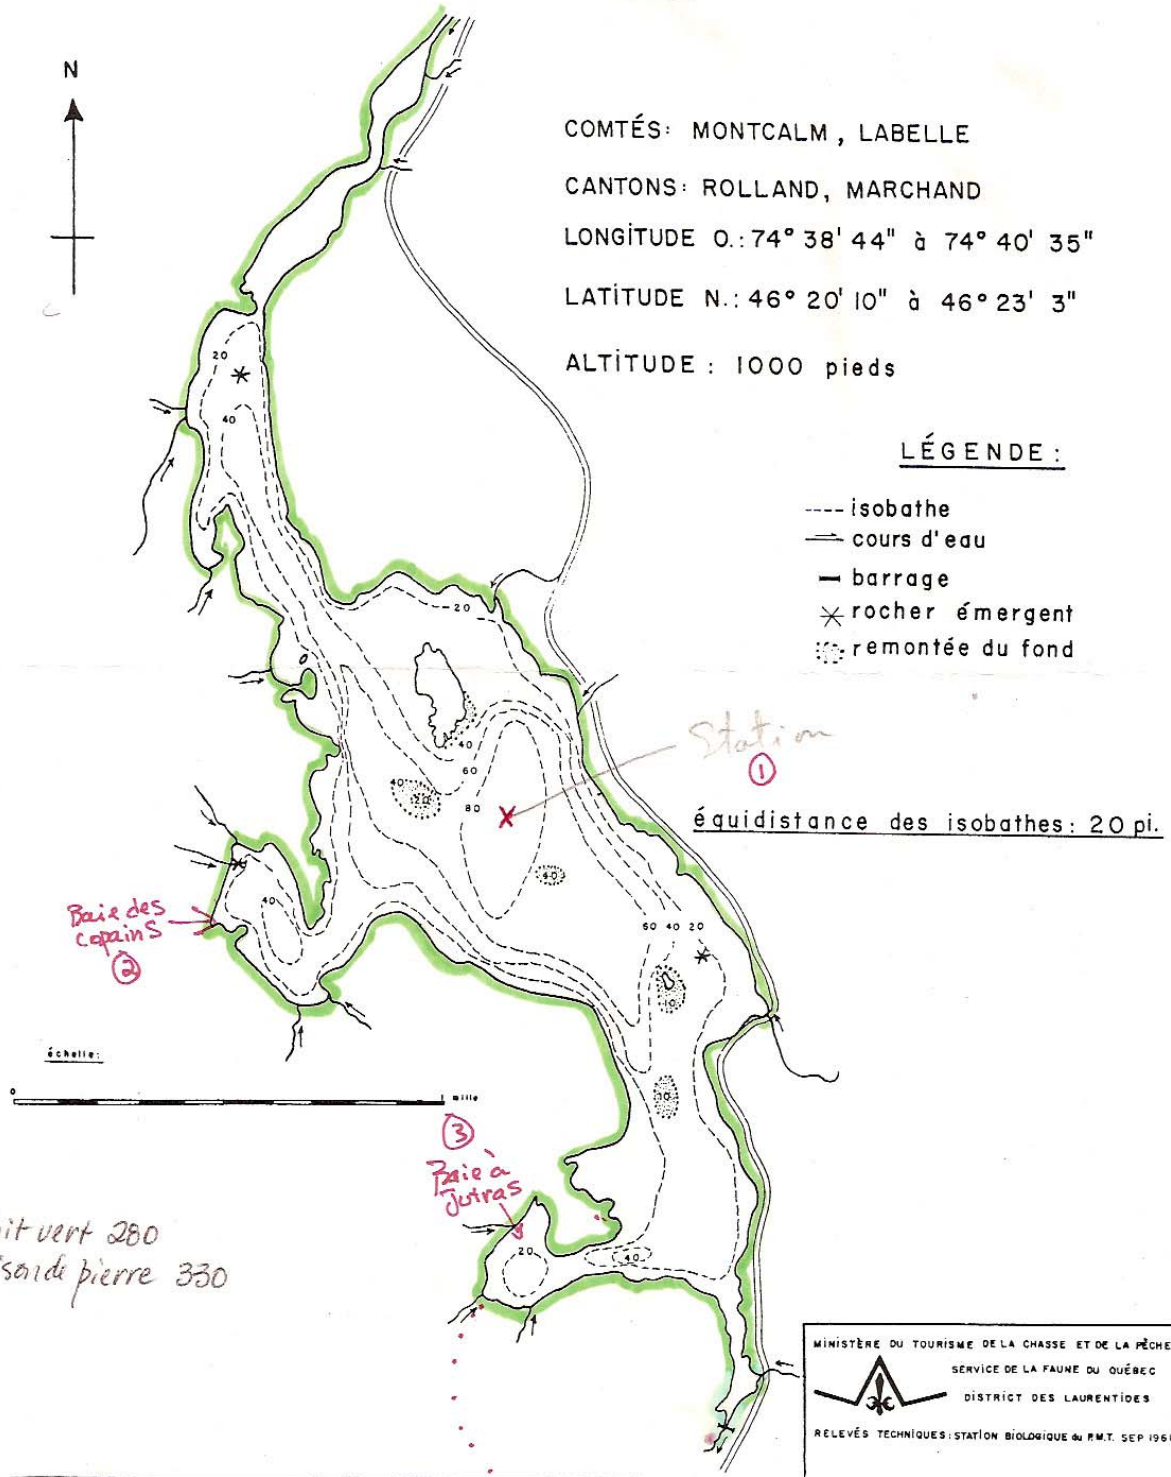 N
COMTÉS: MONTCALM, LABELLE
CANTONS: ROLLAND, MARCHAND
LONGITUDE O.: 74° 38' 44" à 74° 40' 35"
LATITUDE N.: 46° 20' 10" à 46° 23' 3"
ALTITUDE : 1000 pieds
LÉGENDE :
isobathe
cours d'eau
barrage
rocher émergent
remontée du fond
20
40
20
Station
①
40
60
80
40
équidistance des isobathes: 20 pi.
40
40
Baie des
copains
②
60 40 20
10
échelle:
0 1 mille
10
③
Baie à
Jutras
20
40
it vert 280
pierre 330
MINISTÈRE DU TOURISME DE LA CHASSE ET DE LA PÊCHE
SERVICE DE LA FAUNE DU QUÉBEC
DISTRICT DES LAURENTIDES
RELEVÉS TECHNIQUES: STATION BIOLOGIQUE du P.M.T. SEP